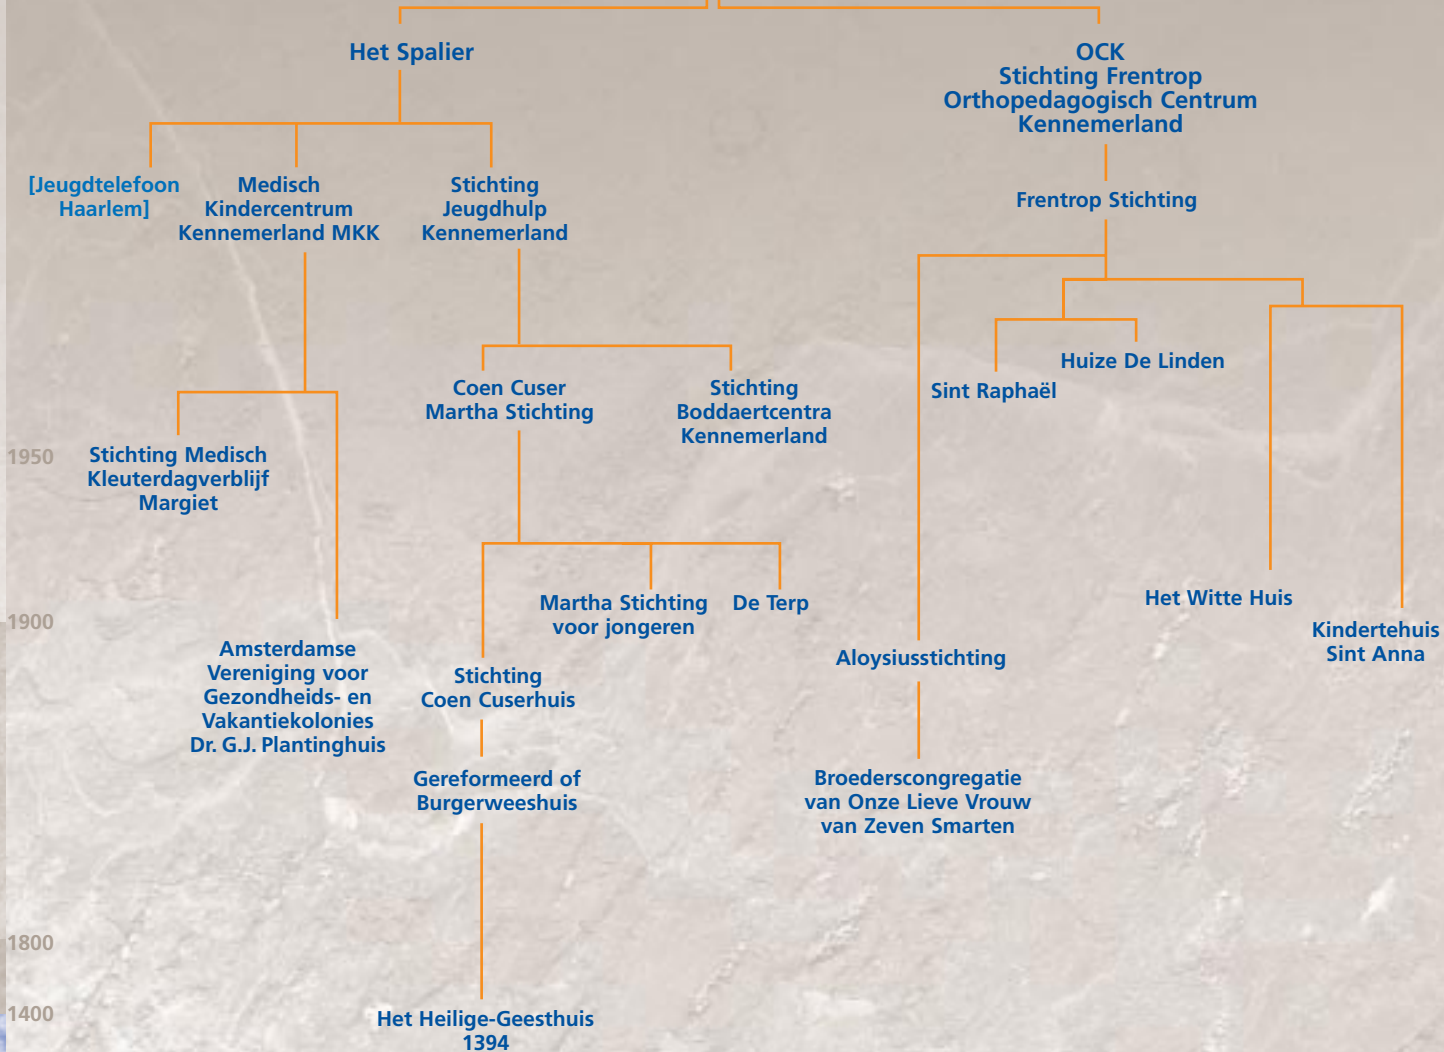 Het Spalier
OCK
Stichting Frentrop
Orthopedagogisch Centrum
Kennemerland
[Jeugdtelefoon
Haarlem]
Medisch
Kindercentrum
Kennemerland MKK
Stichting
Jeugdhulp
Kennemerland
Frentrop Stichting
Coen Cuser
Martha Stichting
Stichting
Boddaertcentra
Kennemerland
Sint Raphaël
Huize De Linden
1950
Stichting Medisch
Kleuterdagverblijf
Margiet
Martha Stichting
voor jongeren
De Terp
Het Witte Huis
1900
Kindertehuis
Sint Anna
Amsterdamse
Vereniging voor
Gezondheids- en
Vakantiekolonies
Dr. G.J. Plantinghuis
Stichting
Coen Cuserhuis
Aloysiusstichting
Gereformeerd of
Burgerweeshuis
Broederscongregatie
van Onze Lieve Vrouw
van Zeven Smarten
1800
1400
Het Heilige-Geesthuis
1394